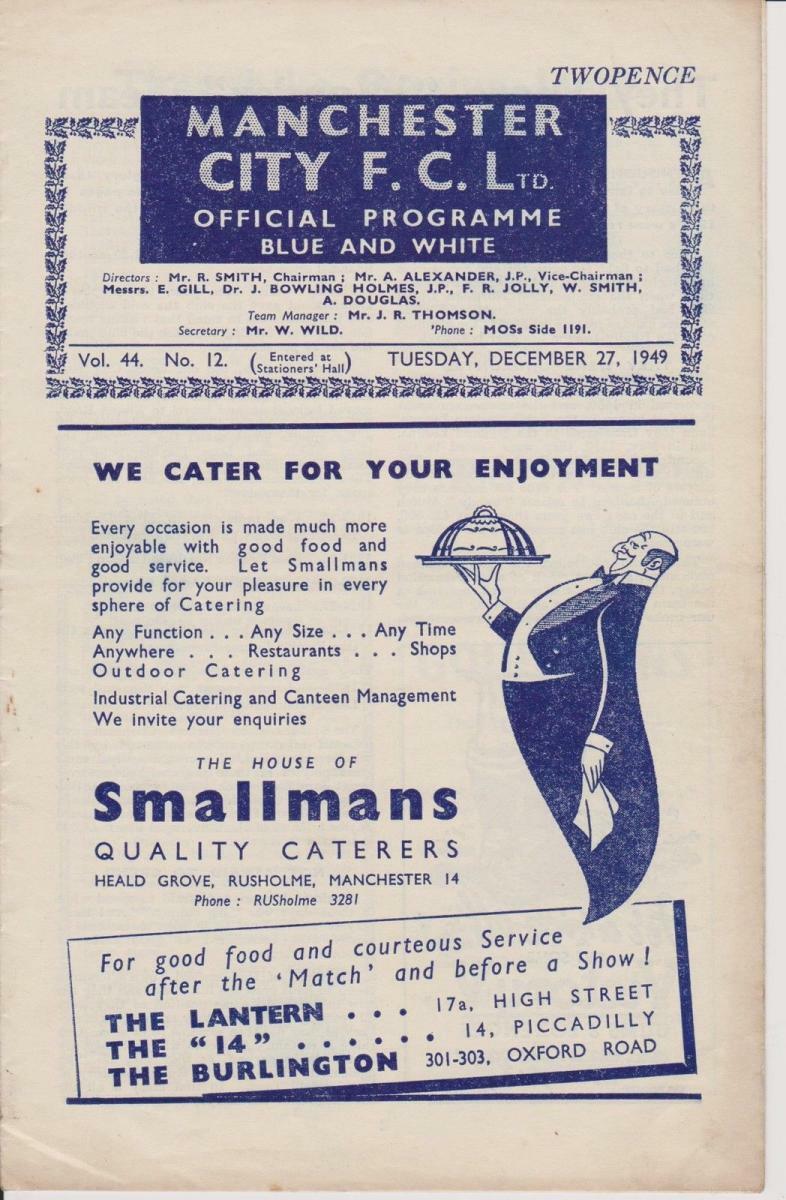 TWOPENCE
MANCHESTER
CITY F. C. LTD.
OFFICIAL PROGRAMME
BLUE AND WHITE
Directors : Mr. R. SMITH, Chairman ; Mr. A. ALEXANDER, J.P., Vice-Chairman ;
Messrs. E. GILL, Dr. J. BOWLING HOLMES, J.P., F. R. JOLLY, W. SMITH,
A. DOUGLAS.
Team Manager : Mr. J. R. THOMSON.
Secretary : Mr. W. WILD. 'Phone : MOSs Side 1191.
Vol. 44. No. 12. (Entered at Stationers' Hall) TUESDAY, DECEMBER 27, 1949
WE CATER FOR YOUR ENJOYMENT
Every occasion is made much more
enjoyable with good food and
good service. Let Smallmans
provide for your pleasure in every
sphere of Catering
Any Function . . . Any Size . . . Any Time
Anywhere . . . Restaurants . . . Shops
Outdoor Catering
Industrial Catering and Canteen Management
We invite your enquiries
THE HOUSE OF
Smallmans
QUALITY CATERERS
HEALD GROVE, RUSHOLME, MANCHESTER 14
Phone : RUSholme 3281
For good food and courteous Service
after the 'Match' and before a Show !
THE LANTERN . . . 17a, HIGH STREET
THE "14" . . . . . . 14, PICCADILLY
THE BURLINGTON 301-303, OXFORD ROAD